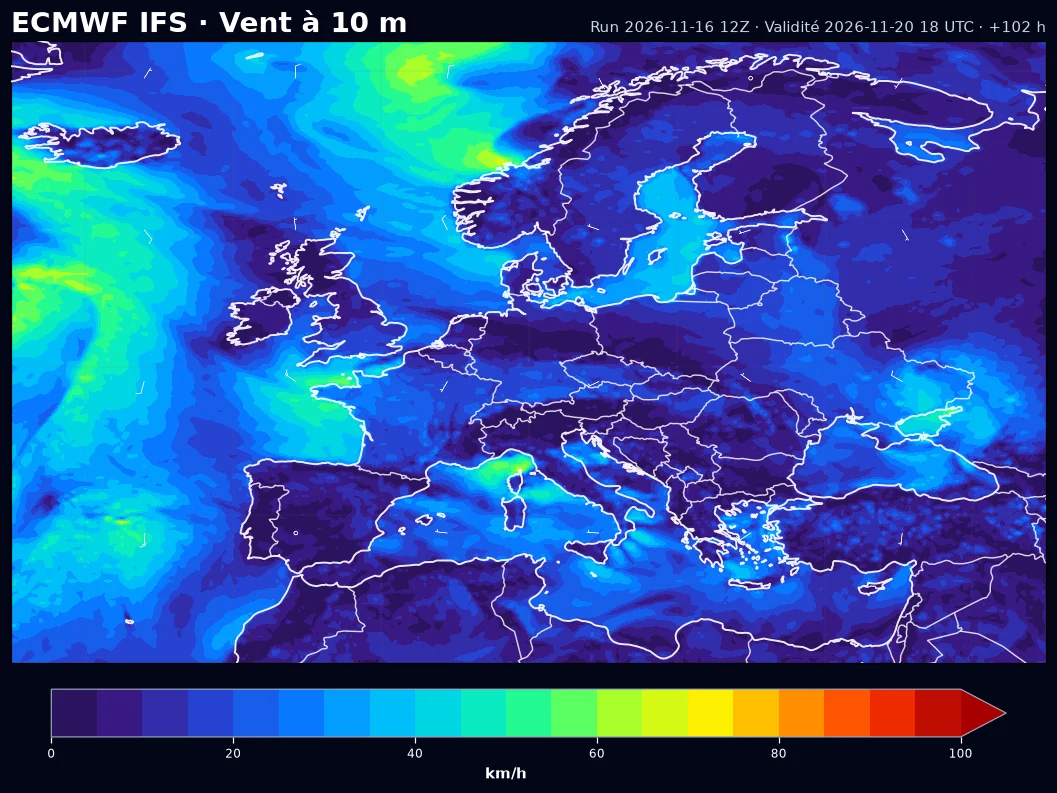 ECMWF IFS · Vent à 10 m
Run 2026-11-16 12Z · Validité 2026-11-20 18 UTC · +102 h
0 20 40 60 80 100
km/h